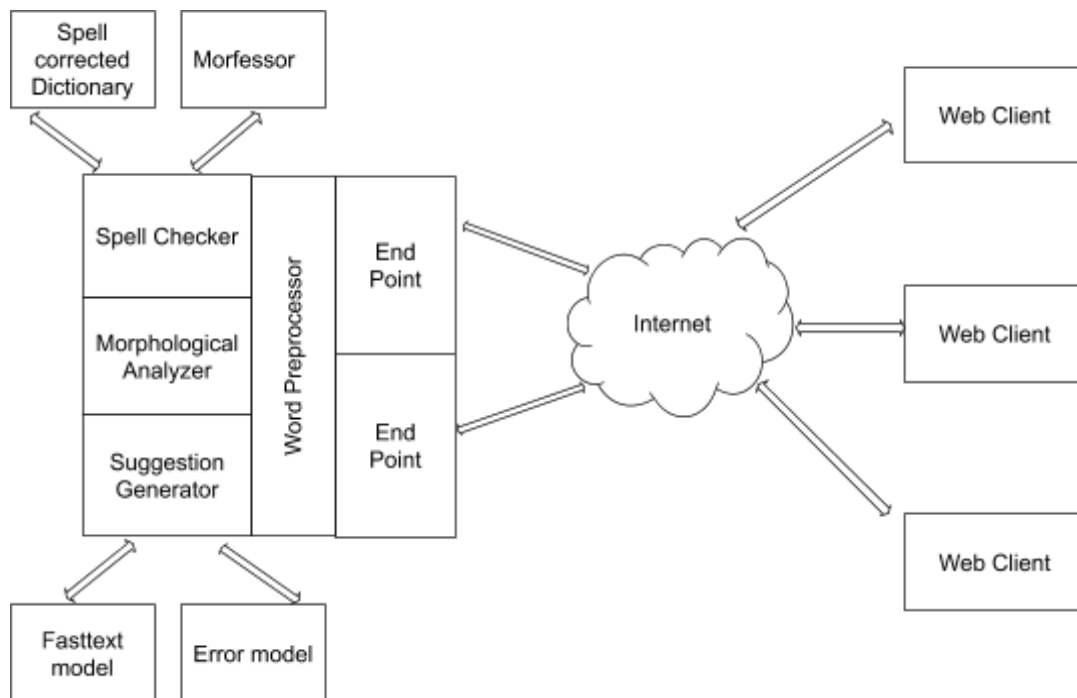 Spell
corrected
Dictionary
Morfessor
Web Client
Spell Checker
Word Preprocessor
End
Point
Internet
Web Client
Morphological
Analyzer
End
Point
Suggestion
Generator
Web Client
Fasttext
model
Error model